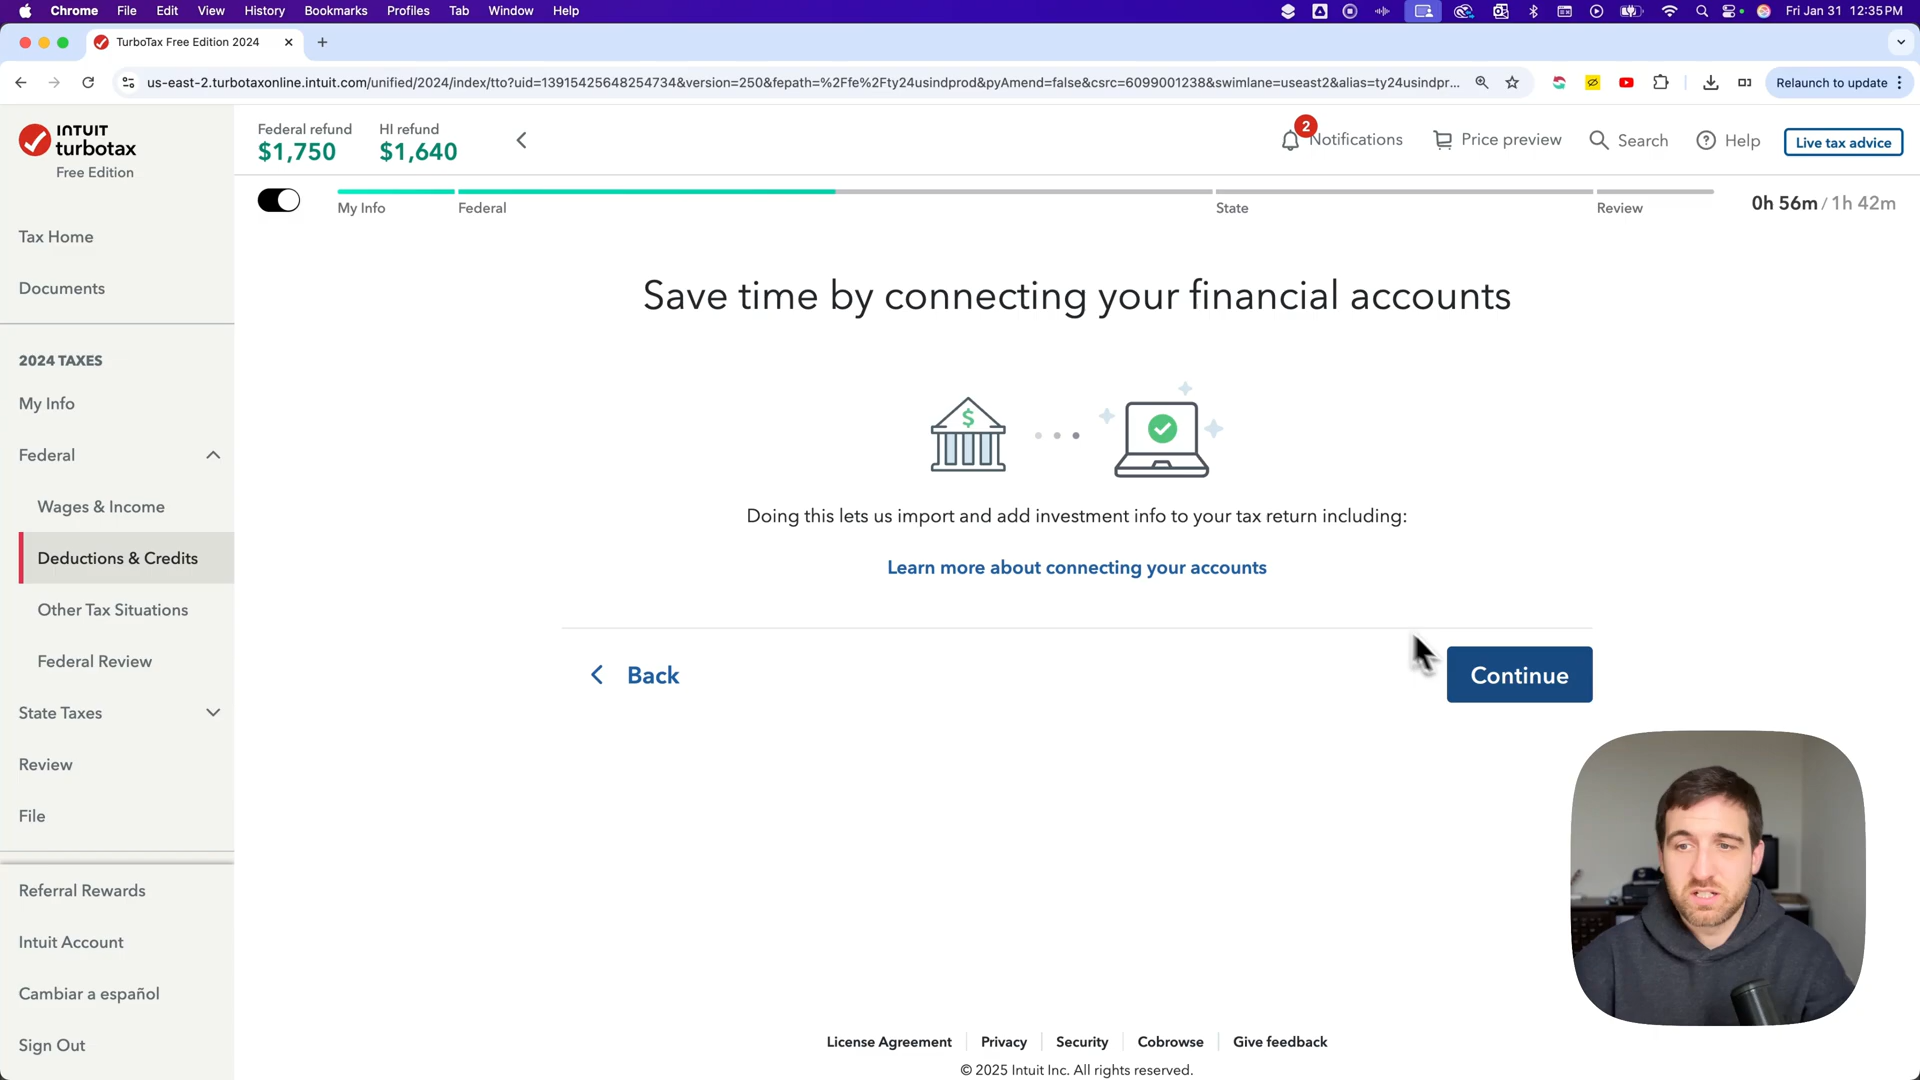 Chrome File Edit View History Bookmarks Profiles Tab Window Help
Fri Jan 31 12:35 PM
TurboTax Free Edition 2024
us-east-2.turbotaxonline.intuit.com/unified/2024/index/tto?uid=13915425648254734&version=250&fepath=%2Ffe%2Fty24usindprod&pyAmend=false&csrc=6099001238&swimlane=useast2&alias=ty24usindpr...
Relaunch to update
INTUIT
turbotax
Free Edition
Federal refund
$1,750
HI refund
$1,640
2
Notifications
Price preview
Search
Help
Live tax advice
My Info
Federal
State
Review
0h 56m / 1h 42m
Tax Home
Documents
2024 TAXES
My Info
Federal
Wages & Income
Deductions & Credits
Other Tax Situations
Federal Review
State Taxes
Review
File
Referral Rewards
Intuit Account
Cambiar a español
Sign Out
Save time by connecting your financial accounts
$
Doing this lets us import and add investment info to your tax return including:
Learn more about connecting your accounts
Back
Continue
License Agreement
Privacy
Security
Cobrowse
Give feedback
© 2025 Intuit Inc. All rights reserved.